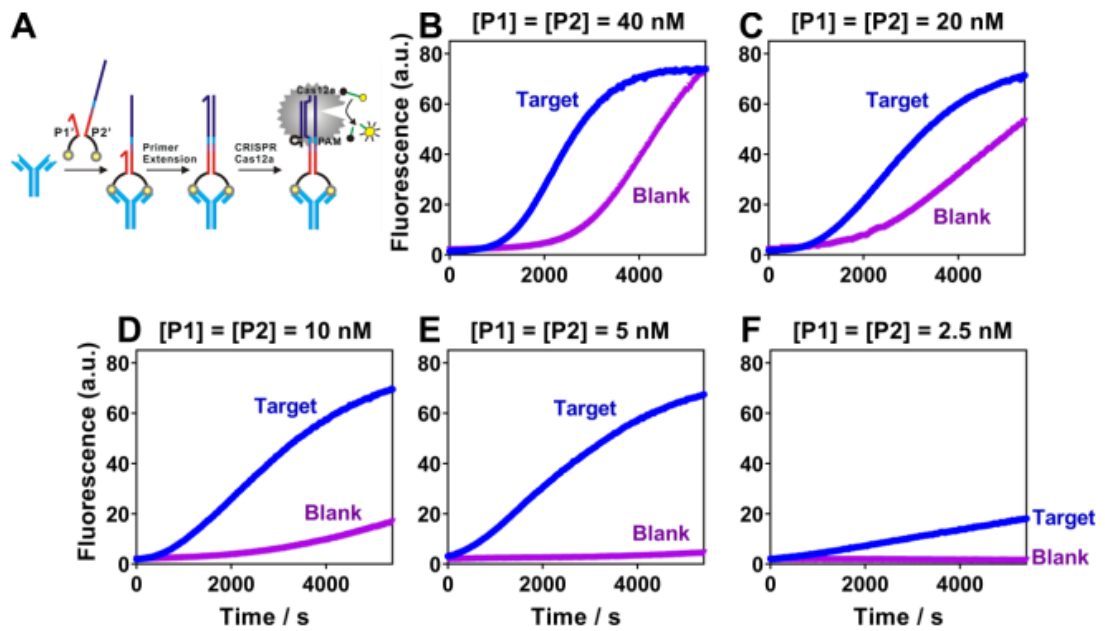 A
P1' P2'
Primer
Extension
CRISPR
Cas12a
Cas12a
PAM
B
[P1] = [P2] = 40 nM
Fluorescence (a.u.)
80
60
40
20
0
Target
Blank
0 2000 4000
C
[P1] = [P2] = 20 nM
80
60
40
20
0
Target
Blank
0 2000 4000
D
[P1] = [P2] = 10 nM
Fluorescence (a.u.)
80
60
40
20
0
Target
Blank
0 2000 4000
Time / s
E
[P1] = [P2] = 5 nM
80
60
40
20
0
Target
Blank
0 2000 4000
Time / s
F
[P1] = [P2] = 2.5 nM
80
60
40
20
0
Target
Blank
0 2000 4000
Time / s